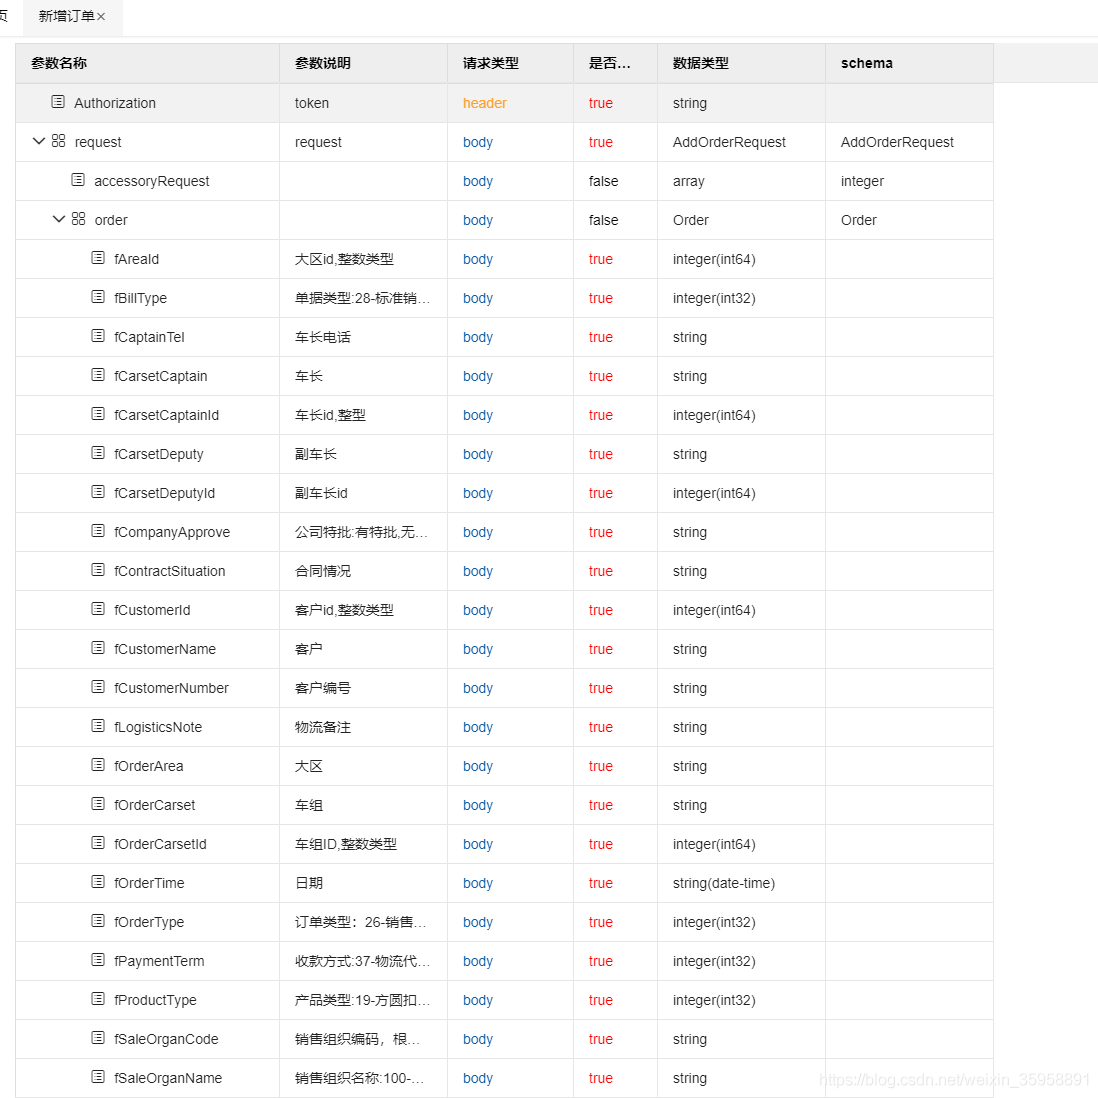 页 新增订单×
参数名称 参数说明 请求类型 是否... 数据类型 schema
Authorization token header true string
request request body true AddOrderRequest AddOrderRequest
accessoryRequest body false array integer
order body false Order Order
fAreaId 大区id,整数类型 body true integer(int64)
fBillType 单据类型:28-标准销... body true integer(int32)
fCaptainTel 车长电话 body true string
fCarsetCaptain 车长 body true string
fCarsetCaptainId 车长id,整型 body true integer(int64)
fCarsetDeputy 副车长 body true string
fCarsetDeputyId 副车长id body true integer(int64)
fCompanyApprove 公司特批:有特批,无... body true string
fContractSituation 合同情况 body true string
fCustomerId 客户id,整数类型 body true integer(int64)
fCustomerName 客户 body true string
fCustomerNumber 客户编号 body true string
fLogisticsNote 物流备注 body true string
fOrderArea 大区 body true string
fOrderCarset 车组 body true string
fOrderCarsetId 车组ID,整数类型 body true integer(int64)
fOrderTime 日期 body true string(date-time)
fOrderType 订单类型：26-销售... body true integer(int32)
fPaymentTerm 收款方式:37-物流代... body true integer(int32)
fProductType 产品类型:19-方圆扣... body true integer(int32)
fSaleOrganCode 销售组织编码，根... body true string
fSaleOrganName 销售组织名称:100-... body true string
https://blog.csdn.net/weixin_35958891